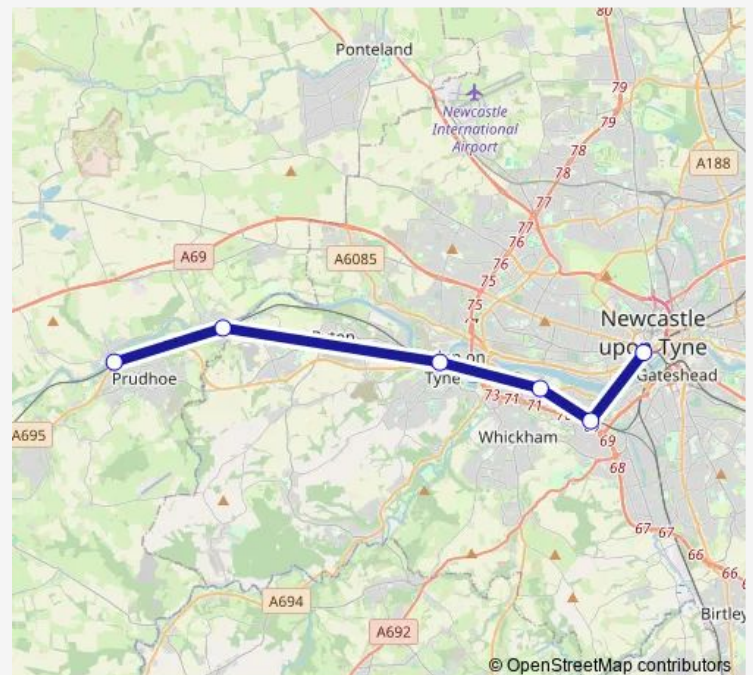 80
Ponteland
79
Newcastle
International
Airport
79
78
A188
78
77
77
A69
76
A6085
76
75
75
Newcastle
upon Tyne
Prudhoe
Tyne
Gateshead
73
71
71
A695
Whickham
69
68
67
67
66
66
A694
A692
Birtley
© OpenStreetMap contributors